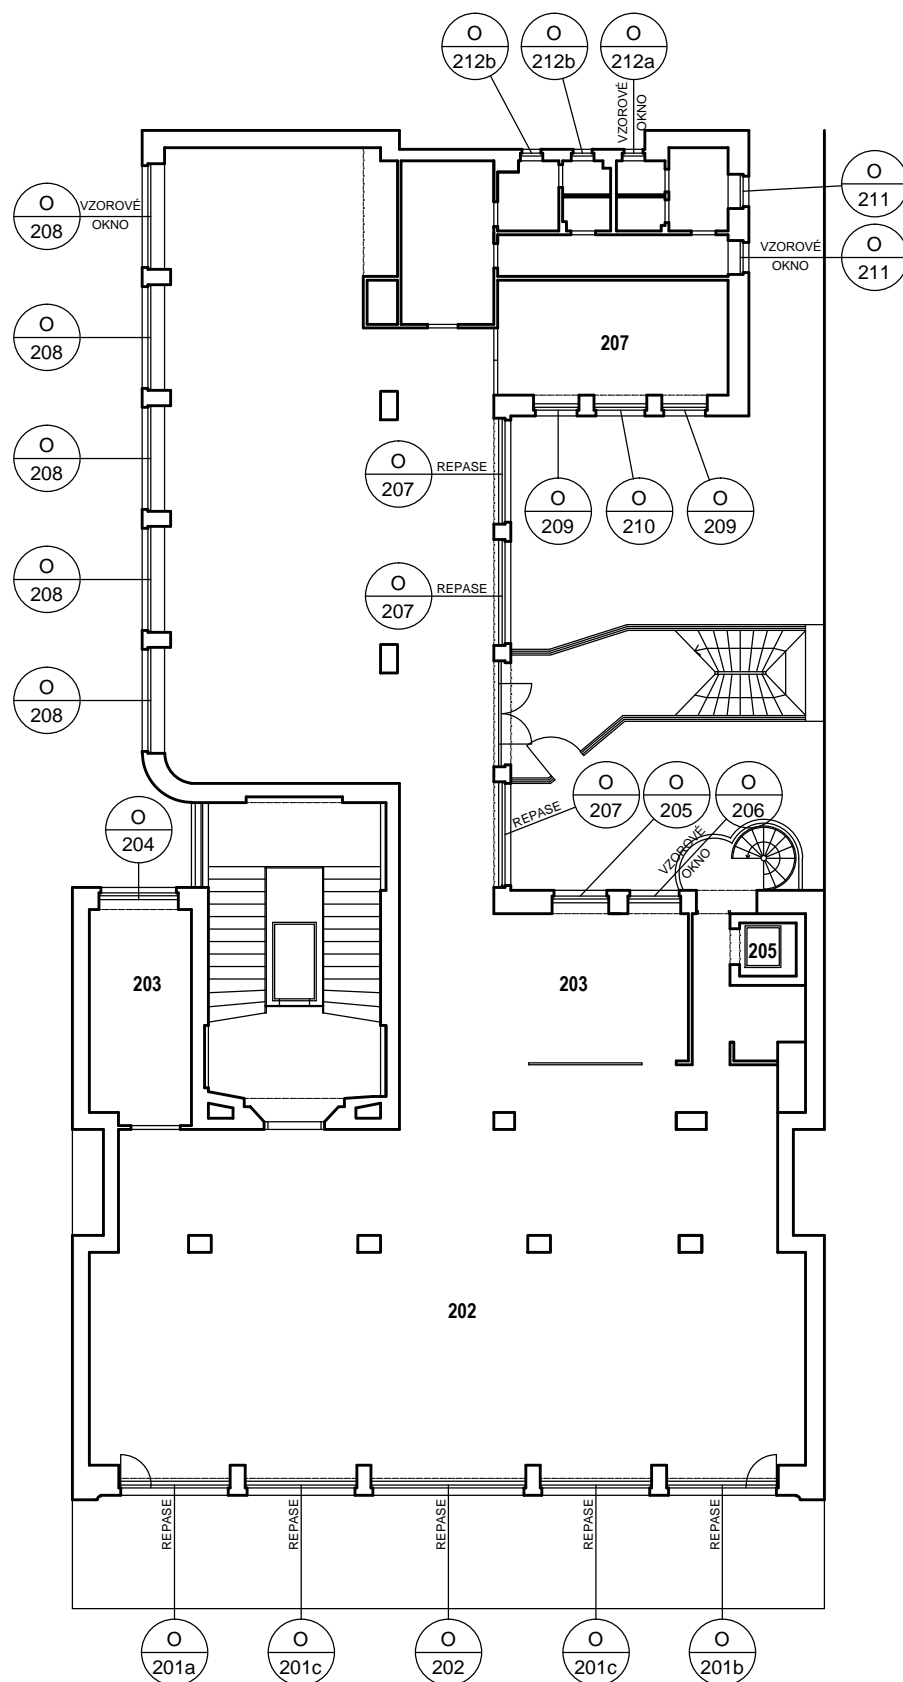 O
212b
O
212b
O
212a
VZOROVÉ
OKNO
O
208
VZOROVÉ
OKNO
O
211
O
211
VZOROVÉ
OKNO
O
208
207
O
208
O
207
REPASE
O
209
O
210
O
209
O
208
O
207
REPASE
O
208
O
207
REPASE
O
205
O
206
VZOROVÉ
OKNO
O
204
203
203
205
202
REPASE
REPASE
REPASE
REPASE
REPASE
O
201a
O
201c
O
202
O
201c
O
201b